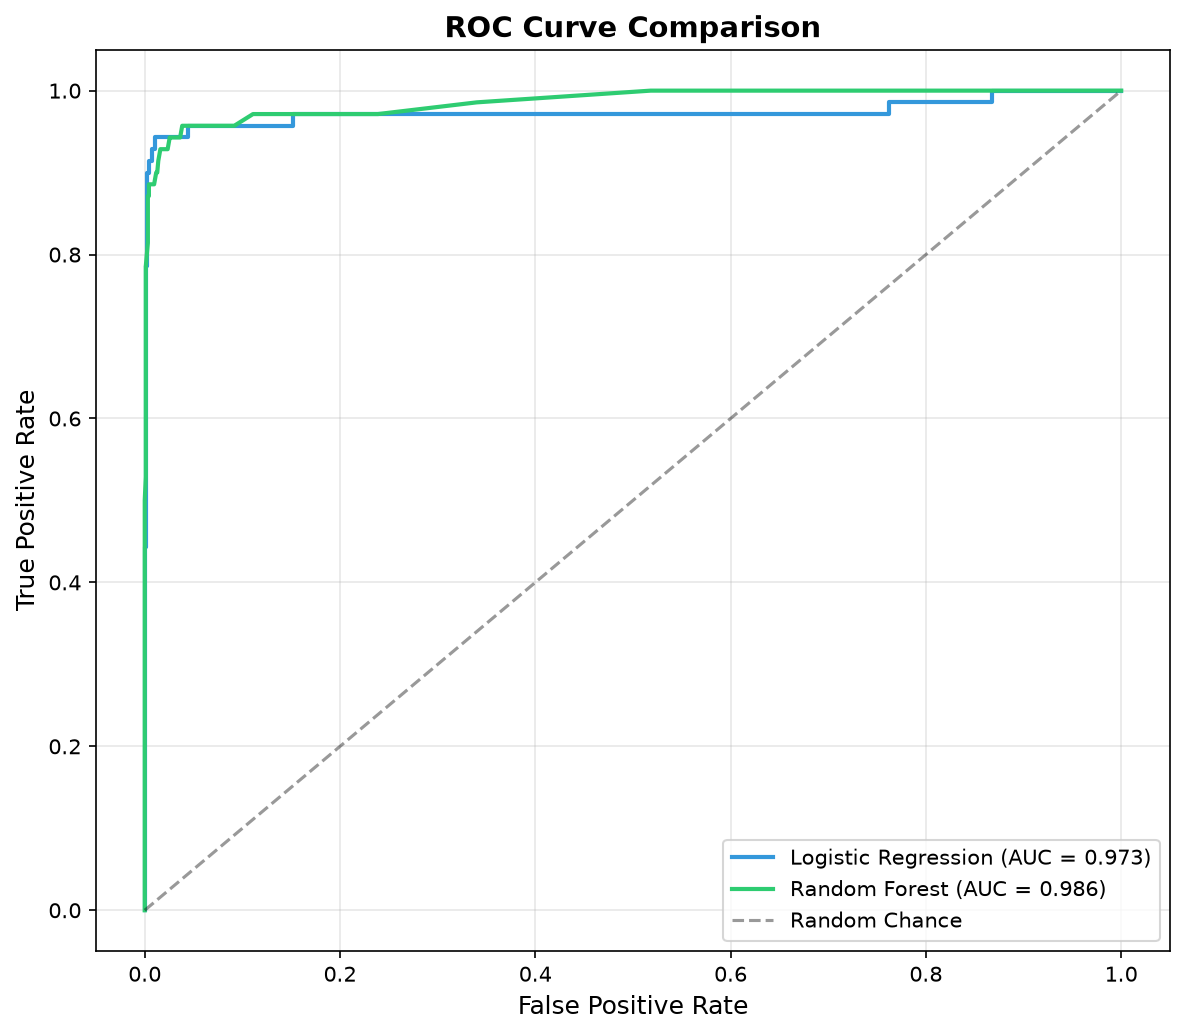 ROC Curve Comparison
1.0
0.8
0.6
0.4
0.2
0.0
True Positive Rate
0.0 0.2 0.4 0.6 0.8 1.0
False Positive Rate
Logistic Regression (AUC = 0.973)
Random Forest (AUC = 0.986)
Random Chance